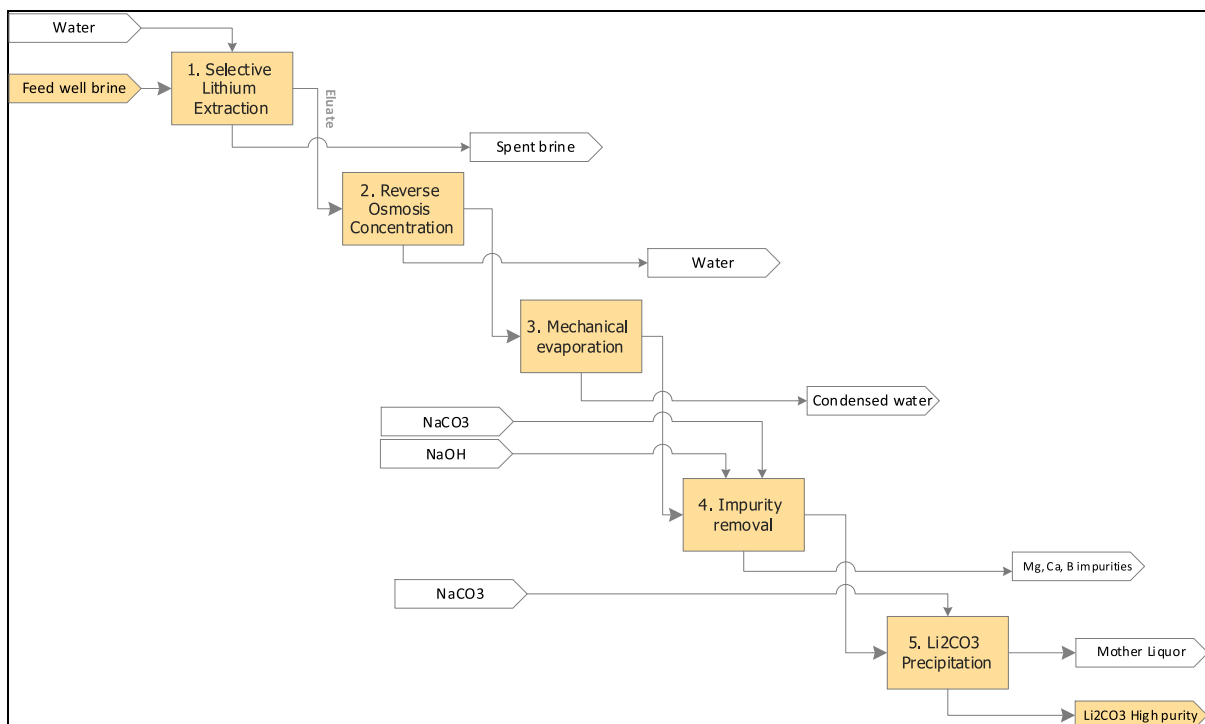 Water
Feed well brine
1. Selective
Lithium
Extraction
Eluate
Spent brine
2. Reverse
Osmosis
Concentration
Water
3. Mechanical
evaporation
Condensed water
NaCO3
NaOH
4. Impurity
removal
Mg, Ca, B impurities
NaCO3
5. Li2CO3
Precipitation
Mother Liquor
Li2CO3 High purity